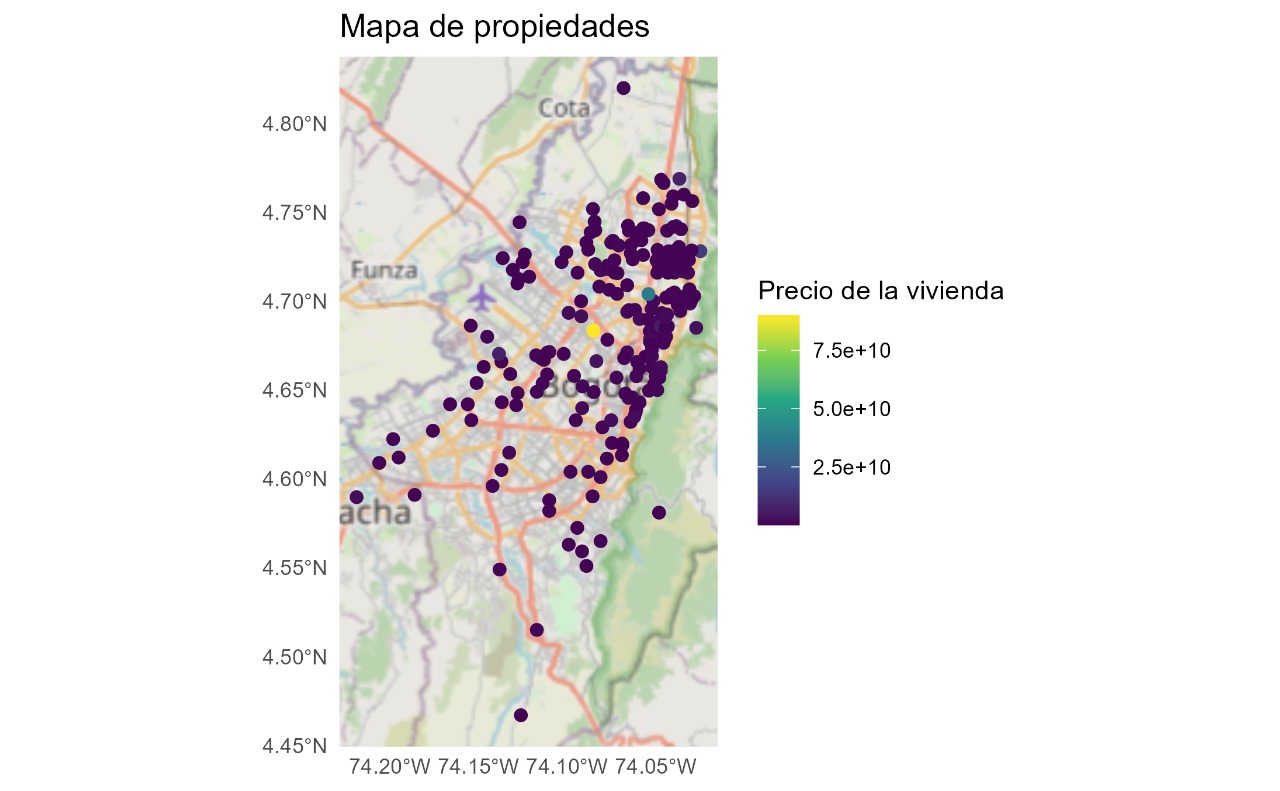 Mapa de propiedades
4.80°N
4.75°N
4.70°N
4.65°N
4.60°N
4.55°N
4.50°N
4.45°N
Cota
Funza
Bogotá
acha
74.20°W 74.15°W 74.10°W 74.05°W
Precio de la vivienda
7.5e+10
5.0e+10
2.5e+10